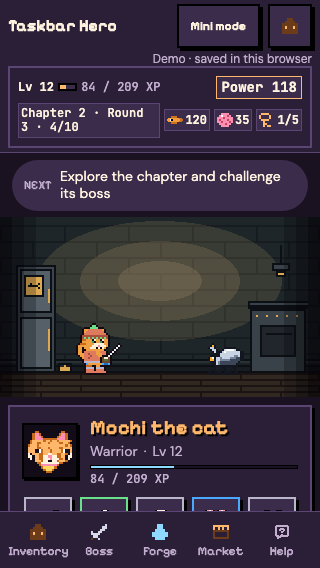 Taskbar Hero
Mini mode
Demo · saved in this browser
Lv 12 84 / 209 XP
Power 118
Chapter 2 · Round
3 · 4/10
120
35
1/5
NEXT
Explore the chapter and challenge
its boss
Mochi the cat
Warrior · Lv 12
84 / 209 XP
Inventory
Boss
Forge
Market
Help